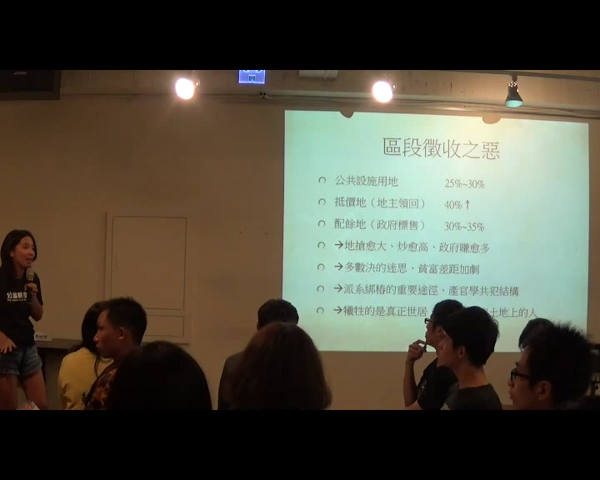 區段徵收之惡
公共設施用地 25%~30%
抵價地（地主領回） 40%↑
配餘地（政府標售） 30%~35%
→地搶愈大、炒愈高、政府賺愈多
→多數決的迷思、貧富差距加劇
→派系綁樁的重要途徑、產官學共犯結構
→犧牲的是真正世居 土地上的人